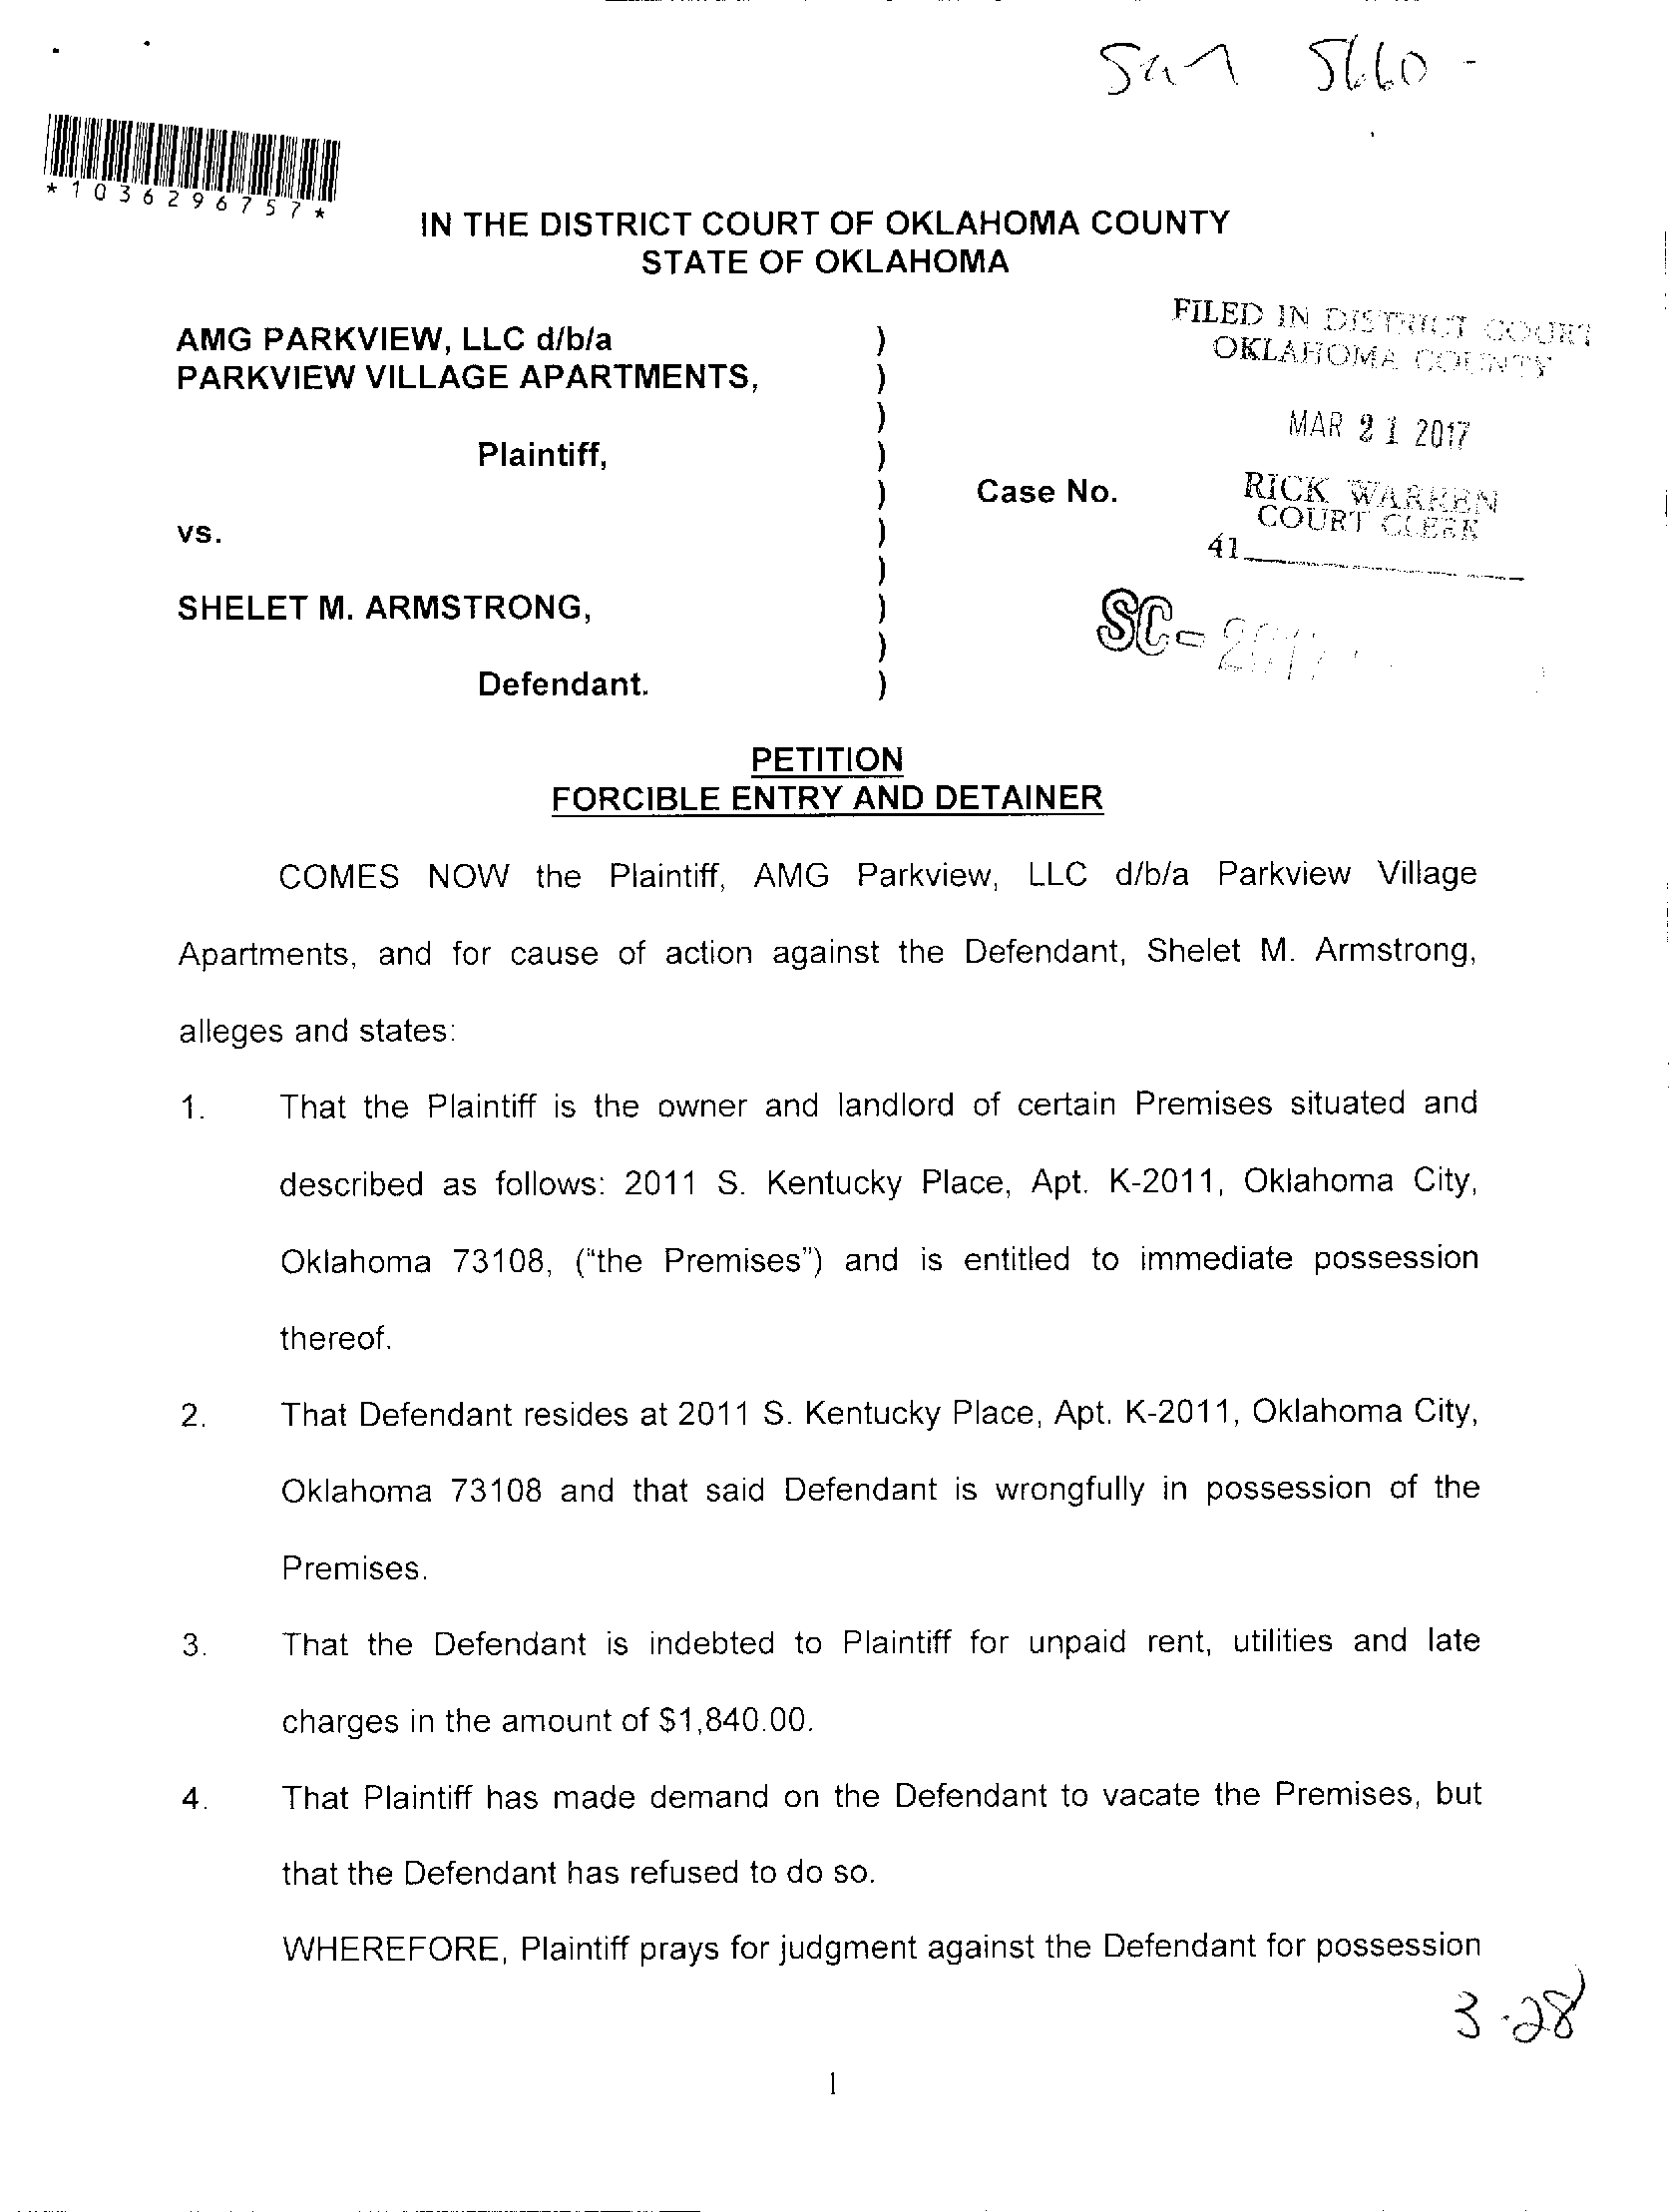 5660 -
*1036296757*
IN THE DISTRICT COURT OF OKLAHOMA COUNTY
STATE OF OKLAHOMA
FILED IN DISTRICT COURT
OKLAHOMA COUNTY
MAR 21 2017
RICK WARREN
COURT CLERK
41
AMG PARKVIEW, LLC d/b/a )
PARKVIEW VILLAGE APARTMENTS, )
)
Plaintiff, )
) Case No.
vs. )
)
SHELET M. ARMSTRONG, )
)
Defendant. )
SC-2017-
PETITION
FORCIBLE ENTRY AND DETAINER
COMES NOW the Plaintiff, AMG Parkview, LLC d/b/a Parkview Village
Apartments, and for cause of action against the Defendant, Shelet M. Armstrong,
alleges and states:
1. That the Plaintiff is the owner and landlord of certain Premises situated and
described as follows: 2011 S. Kentucky Place, Apt. K-2011, Oklahoma City,
Oklahoma 73108, (“the Premises”) and is entitled to immediate possession
thereof.
2. That Defendant resides at 2011 S. Kentucky Place, Apt. K-2011, Oklahoma City,
Oklahoma 73108 and that said Defendant is wrongfully in possession of the
Premises.
3. That the Defendant is indebted to Plaintiff for unpaid rent, utilities and late
charges in the amount of $1,840.00.
4. That Plaintiff has made demand on the Defendant to vacate the Premises, but
that the Defendant has refused to do so.
WHEREFORE, Plaintiff prays for judgment against the Defendant for possession
3-28
1